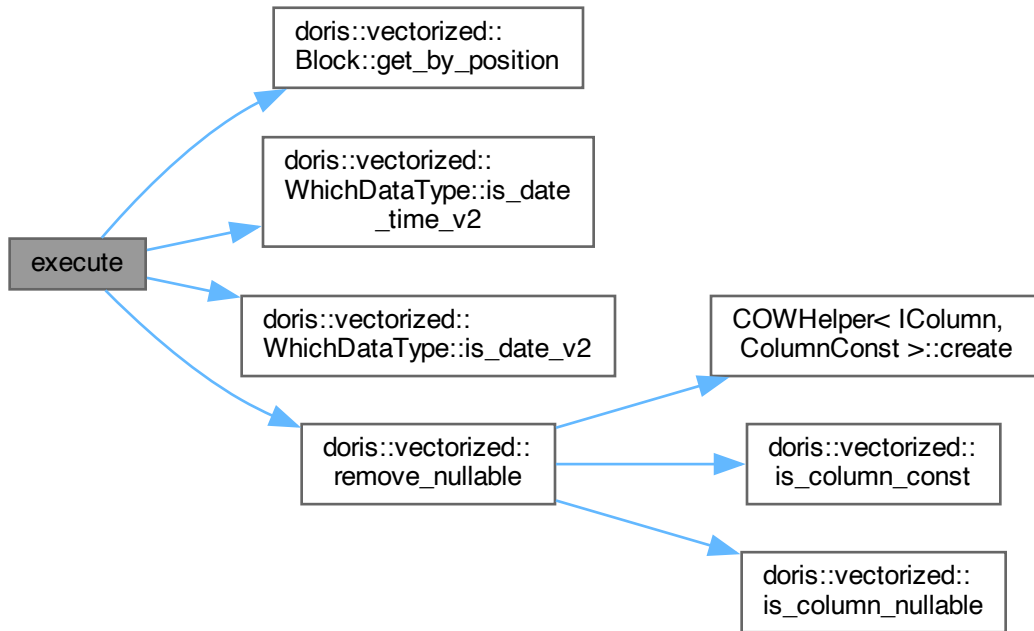 doris::vectorized::
Block::get_by_position
doris::vectorized::
WhichDataType::is_date
_time_v2
execute
doris::vectorized::
WhichDataType::is_date_v2
COWHelper< IColumn,
ColumnConst >::create
doris::vectorized::
remove_nullable
doris::vectorized::
is_column_const
doris::vectorized::
is_column_nullable